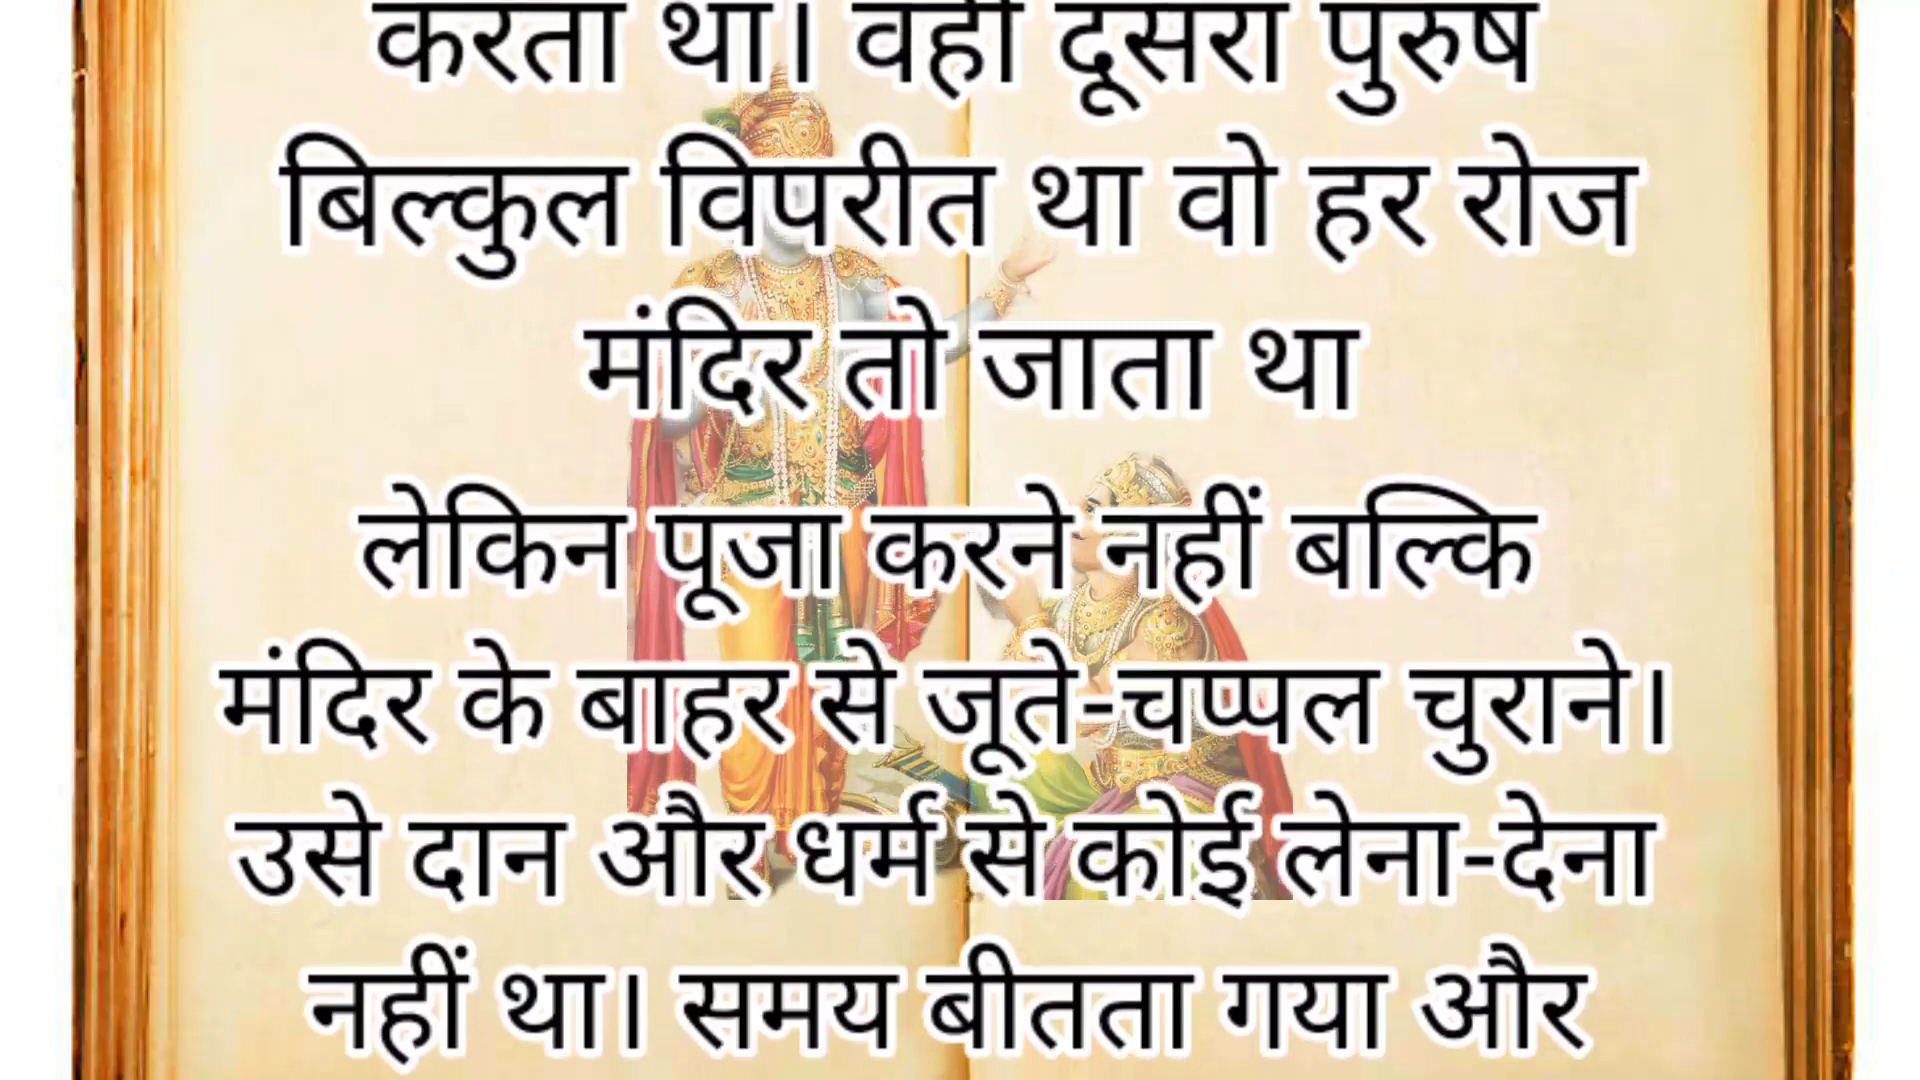 करता था। वहीं दूसरा पुरुष
बिल्कुल विपरीत था वो हर रोज
मंदिर तो जाता था
लेकिन पूजा करने नहीं बल्कि
मंदिर के बाहर से जूते-चप्पल चुराने।
उसे दान और धर्म से कोई लेना-देना
नहीं था। समय बीतता गया और